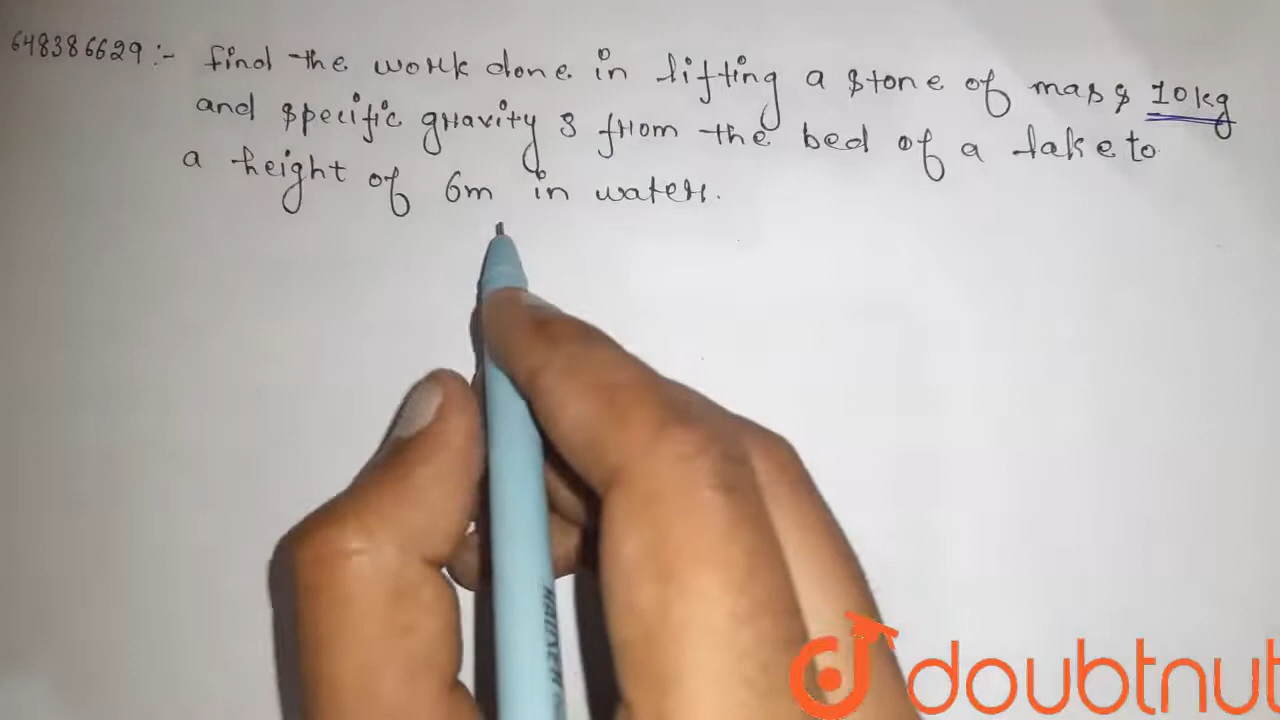 648386629:- find the work done in lifting a stone of mass 10kg
and specific gravity 3 from the bed of a lake to
a height of 6m in water.
doubtnut